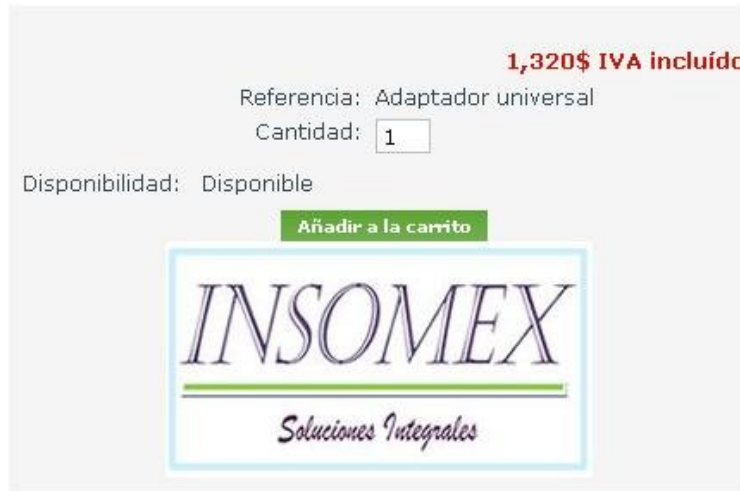 1,320$ IVA incluído
Referencia: Adaptador universal
Cantidad: 1
Disponibilidad: Disponible
Añadir a la carrito
INSOMEX
Soluciones Integrales